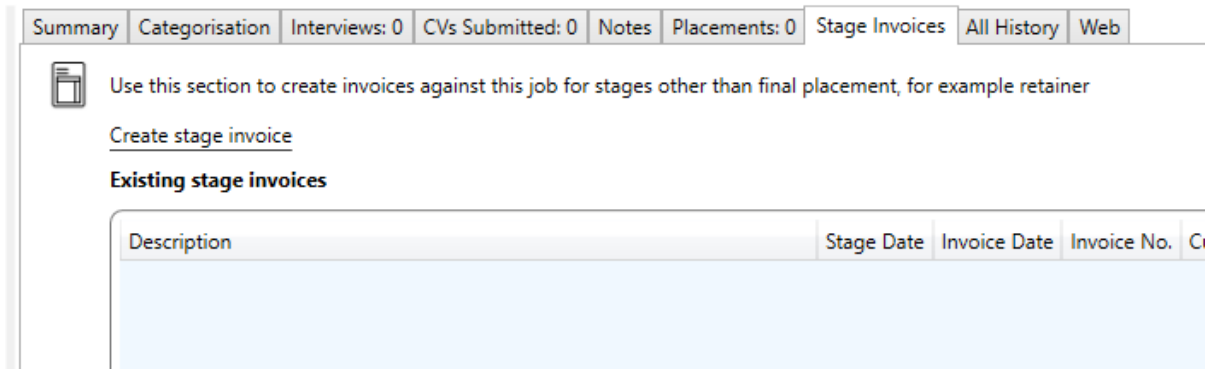 Summary Categorisation Interviews: 0 CVs Submitted: 0 Notes Placements: 0 Stage Invoices All History Web
Use this section to create invoices against this job for stages other than final placement, for example retainer
Create stage invoice
Existing stage invoices
Description Stage Date Invoice Date Invoice No.